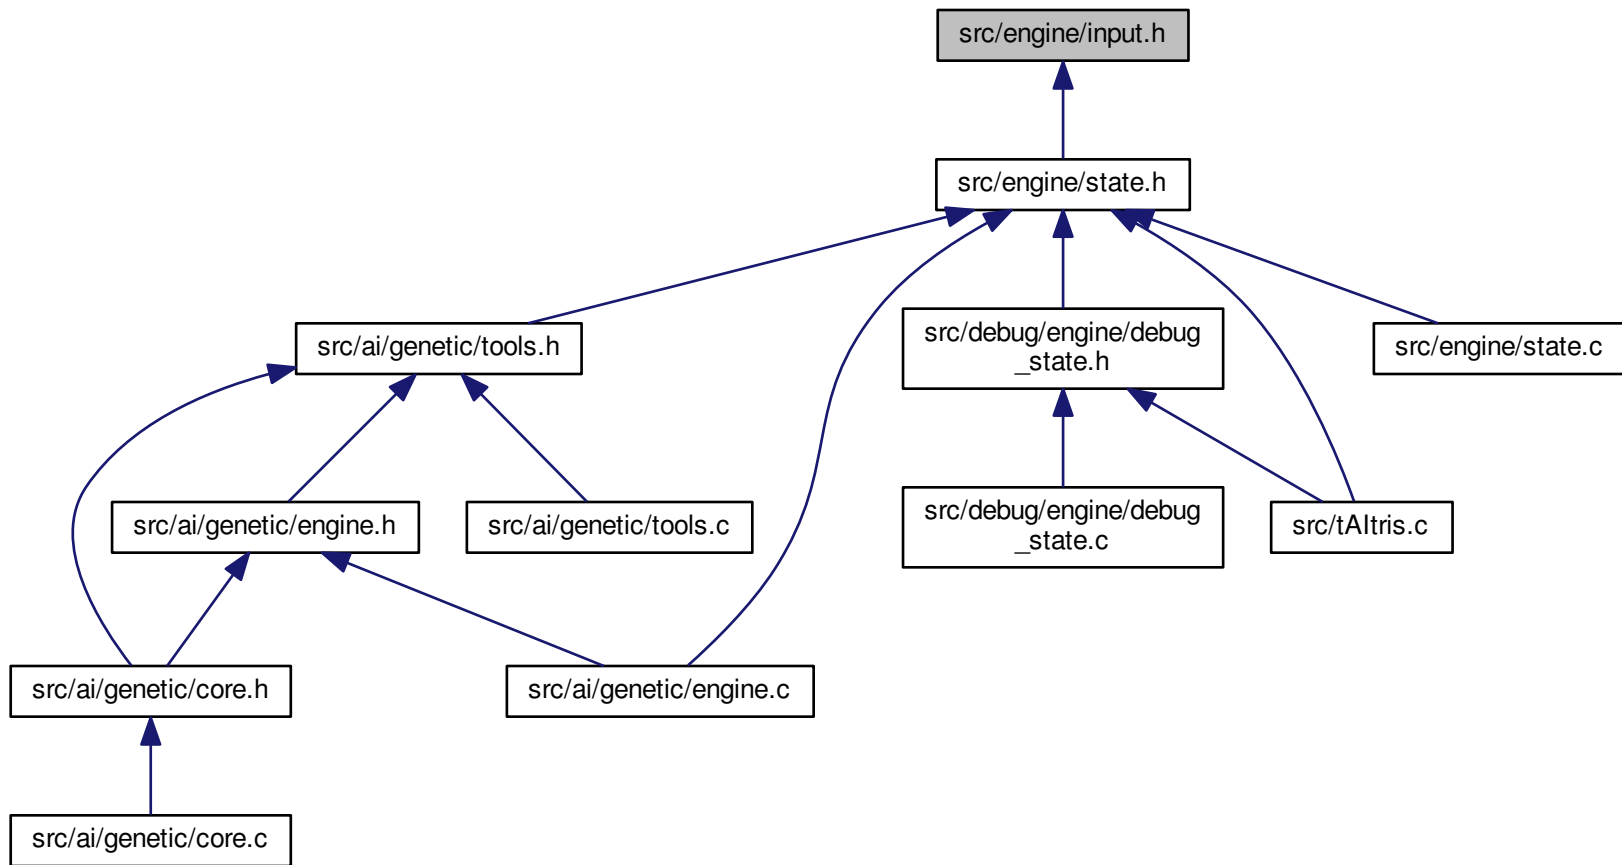 src/engine/input.h
src/engine/state.h
src/ai/genetic/tools.h
src/debug/engine/debug
_state.h
src/engine/state.c
src/ai/genetic/engine.h
src/ai/genetic/tools.c
src/debug/engine/debug
_state.c
src/tAItris.c
src/ai/genetic/core.h
src/ai/genetic/engine.c
src/ai/genetic/core.c